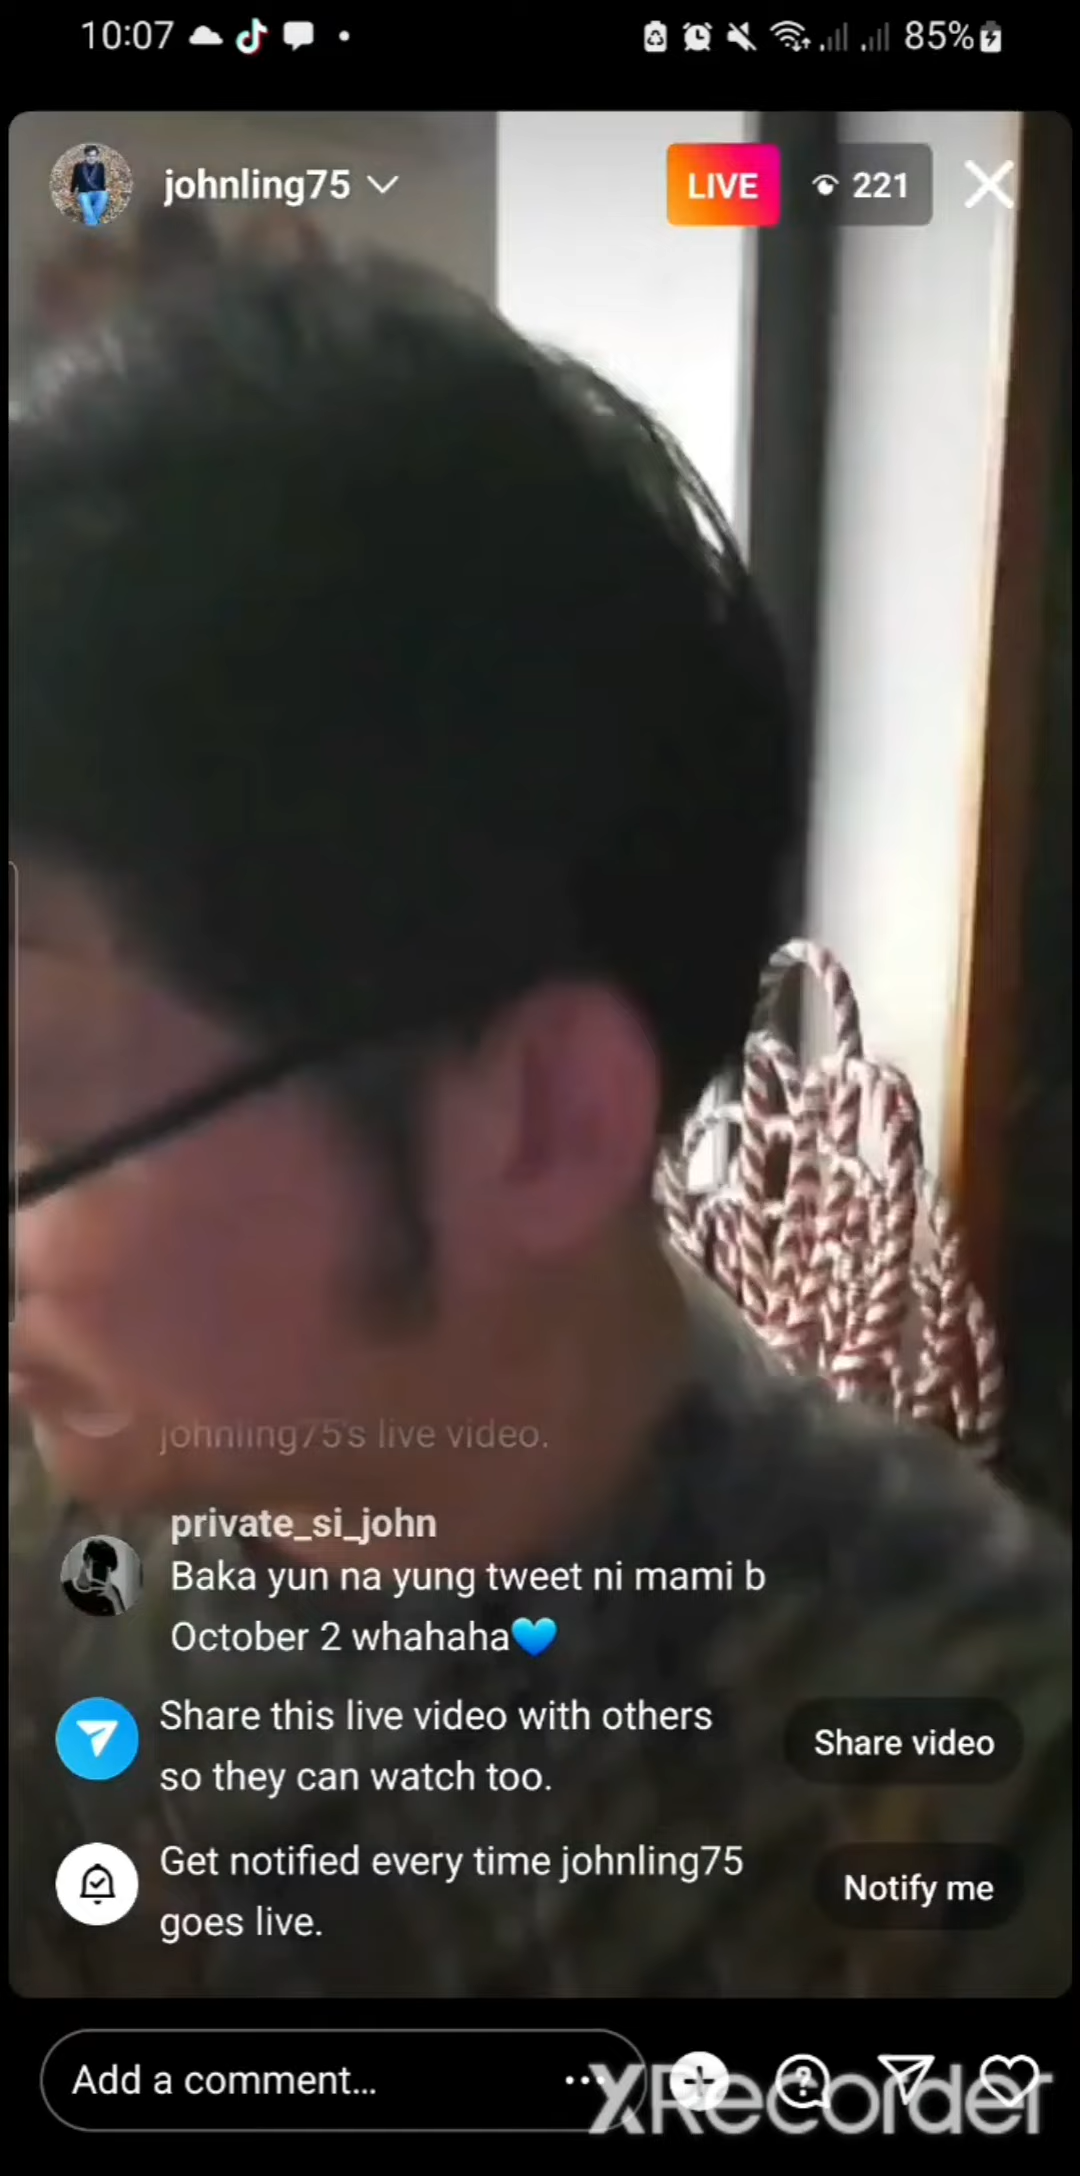 10:07
85%
johnling75
LIVE
221
johnling75's live video.
private_si_john
Baka yun na yung tweet ni mami b
October 2 whahaha💙
Share this live video with others
so they can watch too.
Share video
Get notified every time johnling75
goes live.
Notify me
Add a comment...
XRecorder